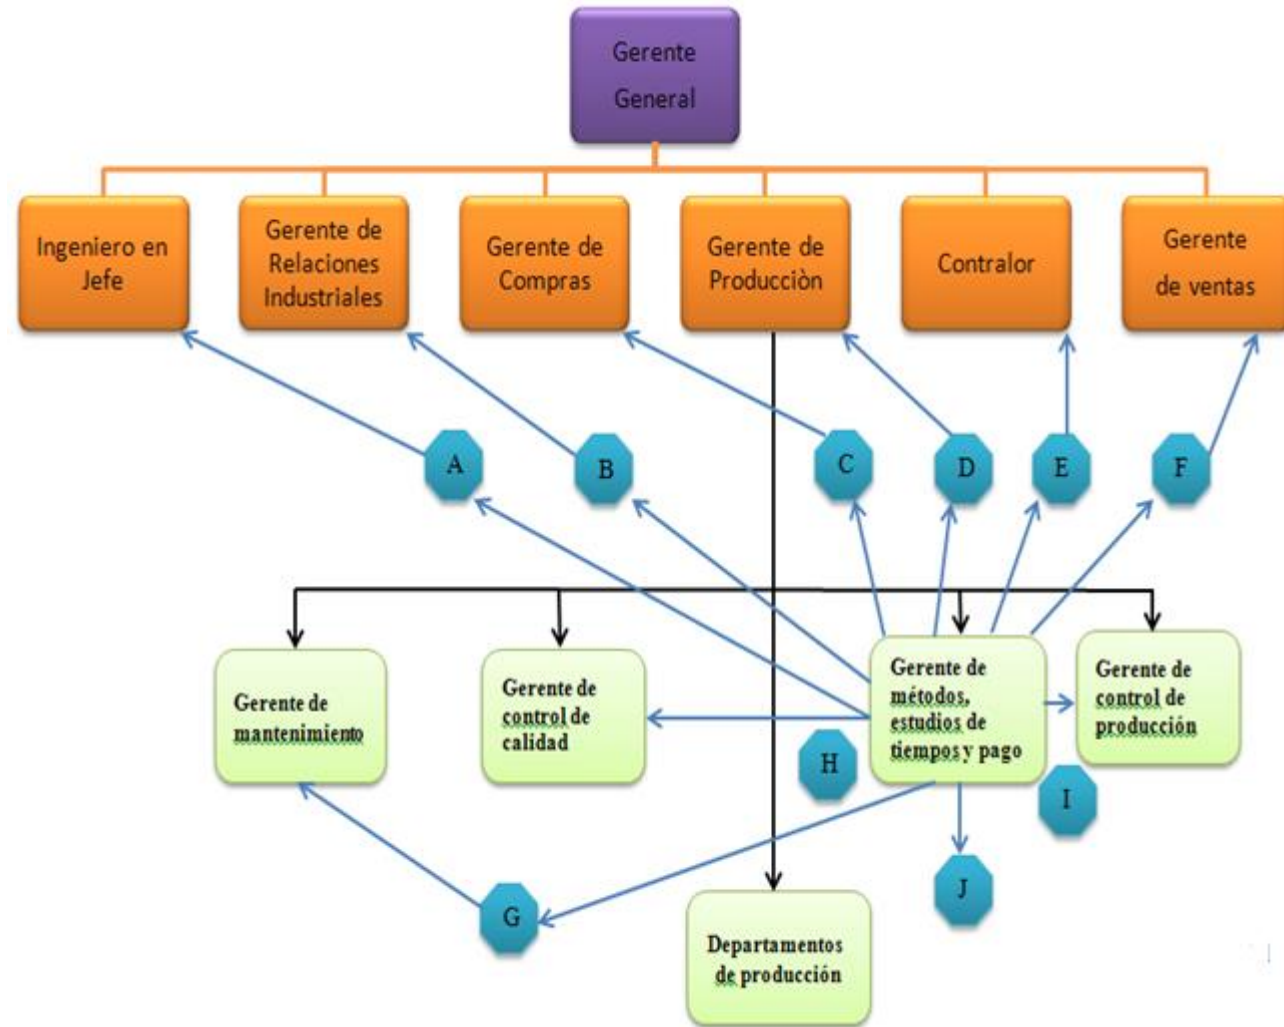 Gerente
General
Ingeniero en
Jefe
Gerente de
Relaciones
Industriales
Gerente de
Compras
Gerente de
Producciòn
Contralor
Gerente
de ventas
A
B
C
D
E
F
Gerente de
mantenimiento
Gerente de
control de
calidad
Gerente de
métodos,
estudios de
tiempos y pago
Gerente de
control de
producción
H
I
J
G
Departamentos
de producción